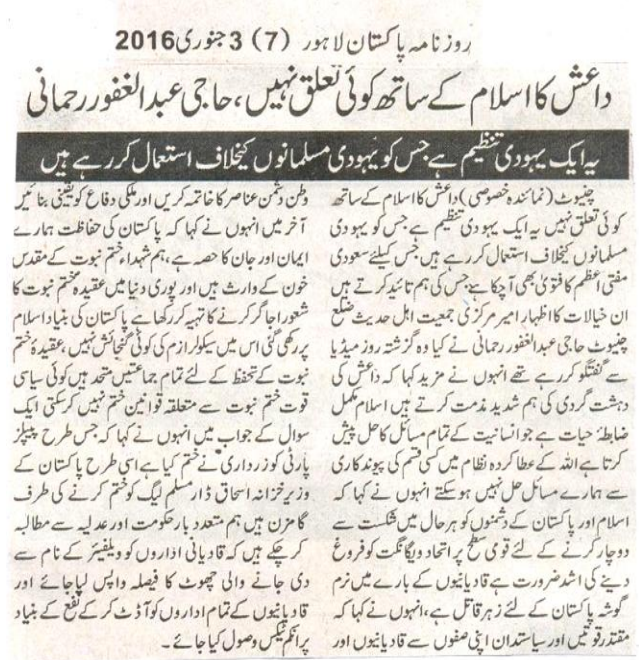 روزنامہ پاکستان لاہور (7) 3 جنوری 2016
داعش کا اسلام کے ساتھ کوئی تعلق نہیں، حاجی عبدالغفور رحمانی
یہ ایک یہودی تنظیم ہے جس کو یہودی مسلمانوں کیخلاف استعمال کر رہے ہیں
چنیوٹ (نمائندہ خصوصی) داعش کا اسلام کے ساتھ
کوئی تعلق نہیں یہ ایک یہودی تنظیم ہے جس کو یہودی
مسلمانوں کیخلاف استعمال کر رہے ہیں جس کیلئے سعودی
مفتی اعظم کا فتویٰ بھی آچکا ہے جس کی ہم تائید کرتے ہیں
ان خیالات کا اظہار امیر مرکزی جمعیت اہل حدیث ضلع
چنیوٹ حاجی عبدالغفور رحمانی نے کیا وہ گزشتہ روز میڈیا
سے گفتگو کر رہے تھے انہوں نے مزید کہا کہ داعش کی
دہشت گردی کی ہم شدید مذمت کرتے ہیں اسلام مکمل
ضابطہ حیات ہے جو انسانیت کے تمام مسائل کا حل پیش
کرتا ہے اللہ کے عطا کردہ نظام میں کسی قسم کی پیوند کاری
سے ہمارے مسائل حل نہیں ہو سکتے انہوں نے کہا کہ
اسلام اور پاکستان کے دشمنوں کو ہر حال میں شکست سے
دوچار کرنے کے لئے قومی سطح پر اتحاد ویگانگت کو فروغ
دینے کی اشد ضرورت ہے قادیانیوں کے بارے میں نرم
گوشہ پاکستان کے لئے زہر قاتل ہے، انہوں نے کہا کہ
مقتدر قوتیں اور سیاستدان اپنی صفوں سے قادیانیوں اور
وطن دشمن عناصر کا خاتمہ کریں اور ملکی دفاع کو یقینی بنائیں
آخر میں انہوں نے کہا کہ پاکستان کی حفاظت ہمارے
ایمان اور جان کا حصہ ہے، ہم شہداء ختم نبوت کے مقدس
خون کے وارث ہیں اور پوری دنیا میں عقیدہ ختم نبوت کا
شعور اجاگر کرنے کا تہیہ کر رکھا ہے پاکستان کی بنیاد اسلام
پر رکھی گئی اس میں سیکولرازم کی کوئی گنجائش نہیں، عقیدہ ختم
نبوت کے تحفظ کے لئے تمام جماعتیں متحد ہیں کوئی سیاسی
قوت ختم نبوت سے متعلقہ قوانین ختم نہیں کر سکتی ایک
سوال کے جواب میں انہوں نے کہا کہ جس طرح پیپلز
پارٹی کو زرداری نے ختم کیا ہے اسی طرح پاکستان کے
وزیر خزانہ اسحاق ڈار مسلم لیگ کو ختم کرنے کی طرف
گامزن ہیں ہم متعدد بار حکومت اور عدلیہ سے مطالبہ
کر چکے ہیں کہ قادیانی اداروں کو ویلفیئر کے نام سے
دی جانے والی چھوٹ کا فیصلہ واپس لیا جائے اور
قادیانیوں کے تمام اداروں کو آڈٹ کر کے نفع کے بنیاد
پر انکم ٹیکس وصول کیا جائے۔